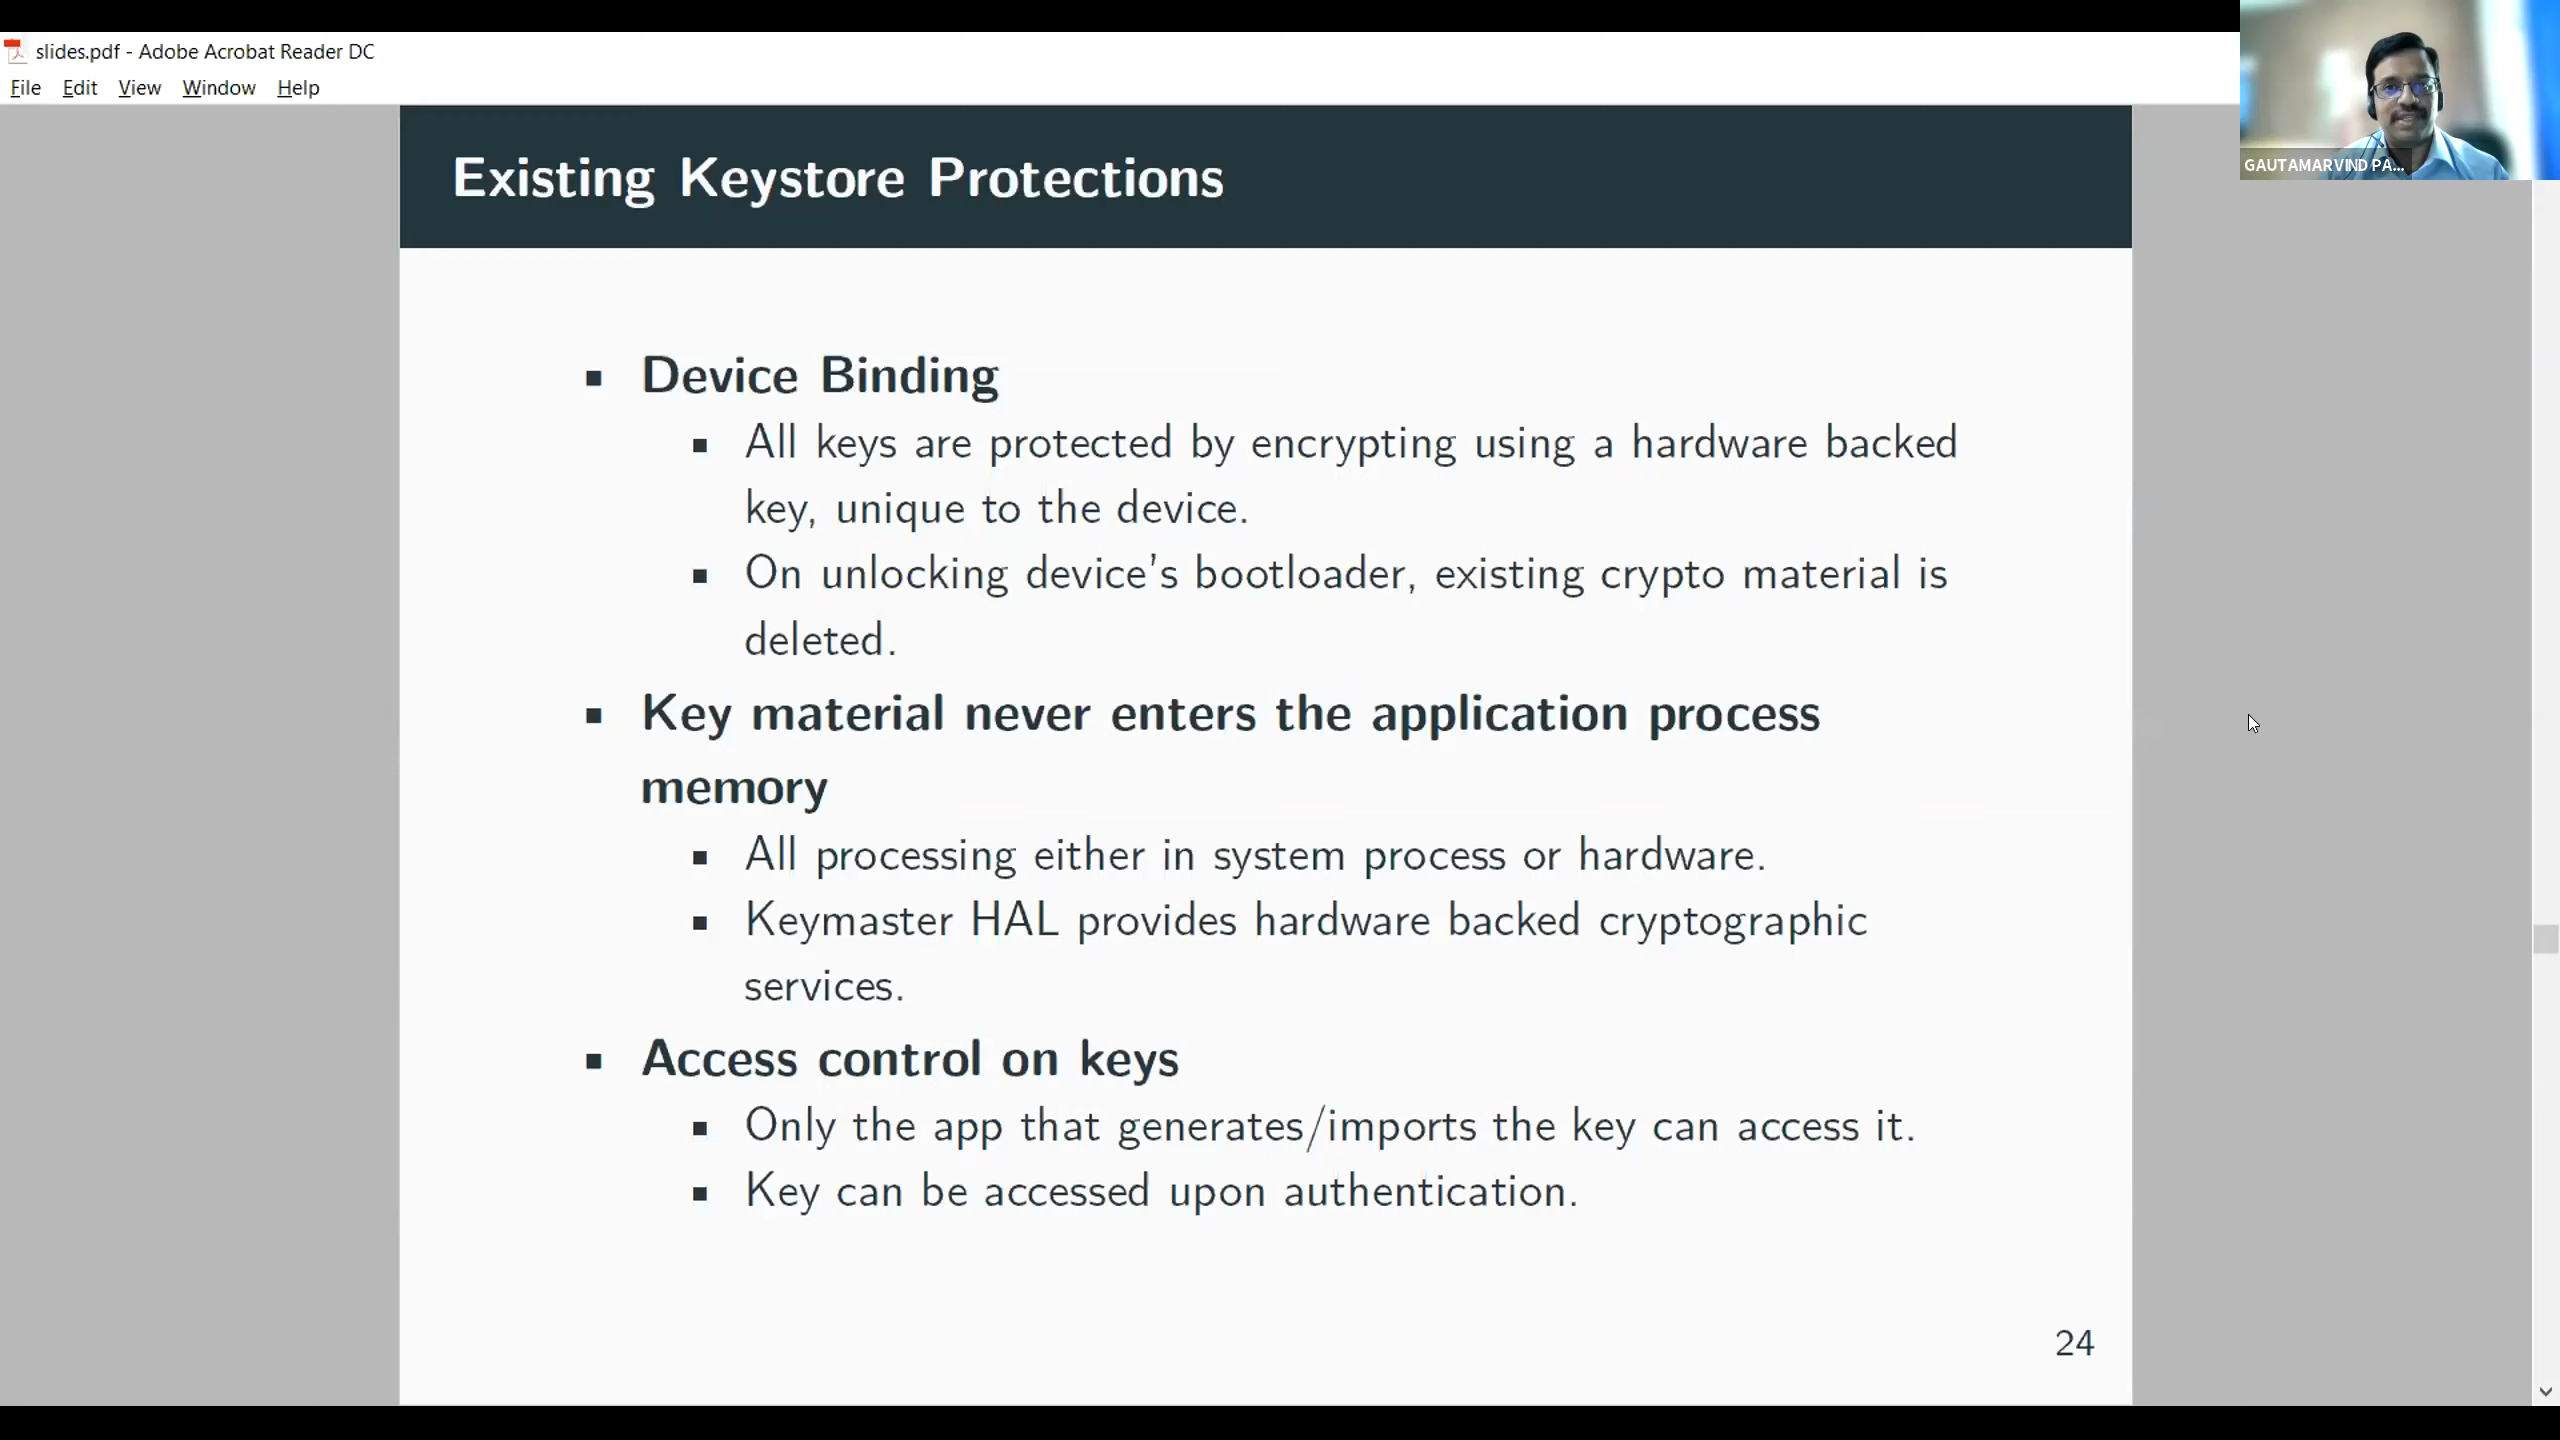 slides.pdf - Adobe Acrobat Reader DC
File Edit View Window Help
GAUTAMARVIND PA...
Existing Keystore Protections
▪ Device Binding
▪ All keys are protected by encrypting using a hardware backed
key, unique to the device.
▪ On unlocking device's bootloader, existing crypto material is
deleted.
▪ Key material never enters the application process
memory
▪ All processing either in system process or hardware.
▪ Keymaster HAL provides hardware backed cryptographic
services.
▪ Access control on keys
▪ Only the app that generates/imports the key can access it.
▪ Key can be accessed upon authentication.
24